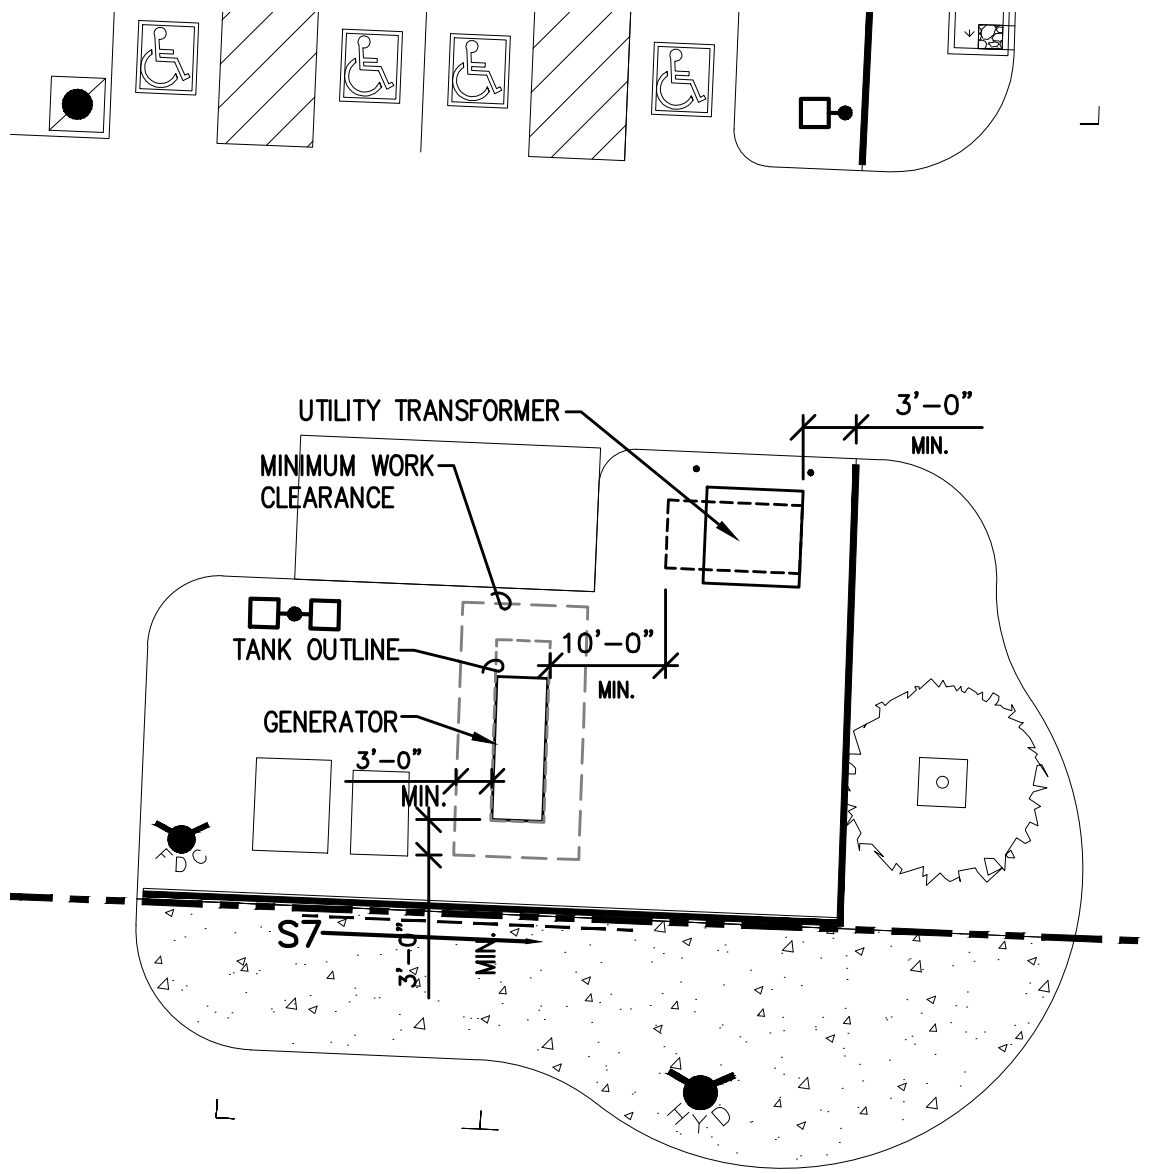 3'-0"
MIN.
UTILITY TRANSFORMER
MINIMUM WORK
CLEARANCE
10'-0"
MIN.
TANK OUTLINE
GENERATOR
3'-0"
MIN.
FDC
S7
3'-0"
MIN.
HYD